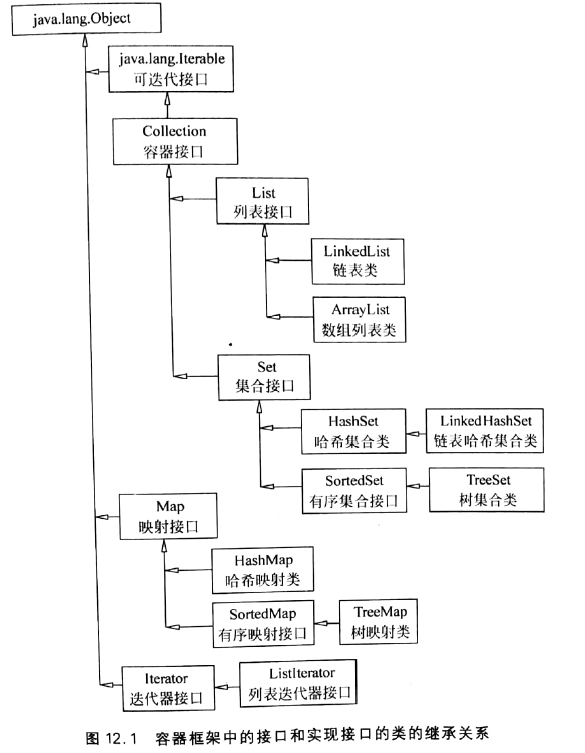 java.lang.Object
java.lang.Iterable
可迭代接口
Collection
容器接口
List
列表接口
LinkedList
链表类
ArrayList
数组列表类
Set
集合接口
HashSet
哈希集合类
LinkedHashSet
链表哈希集合类
SortedSet
有序集合接口
TreeSet
树集合类
Map
映射接口
HashMap
哈希映射类
SortedMap
有序映射接口
TreeMap
树映射类
Iterator
迭代器接口
ListIterator
列表迭代器接口
图 12.1 容器框架中的接口和实现接口的类的继承关系